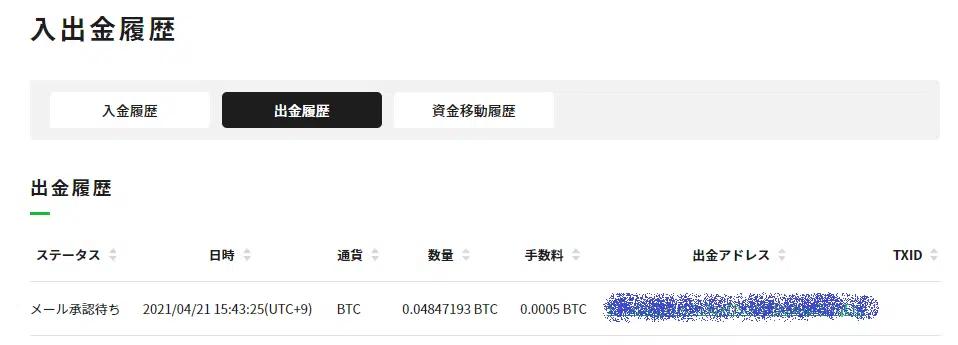 入出金履歴
入金履歴 出金履歴 資金移動履歴
出金履歴
ステータス 日時 通貨 数量 手数料 出金アドレス TXID
メール承認待ち 2021/04/21 15:43:25(UTC+9) BTC 0.04847193 BTC 0.0005 BTC